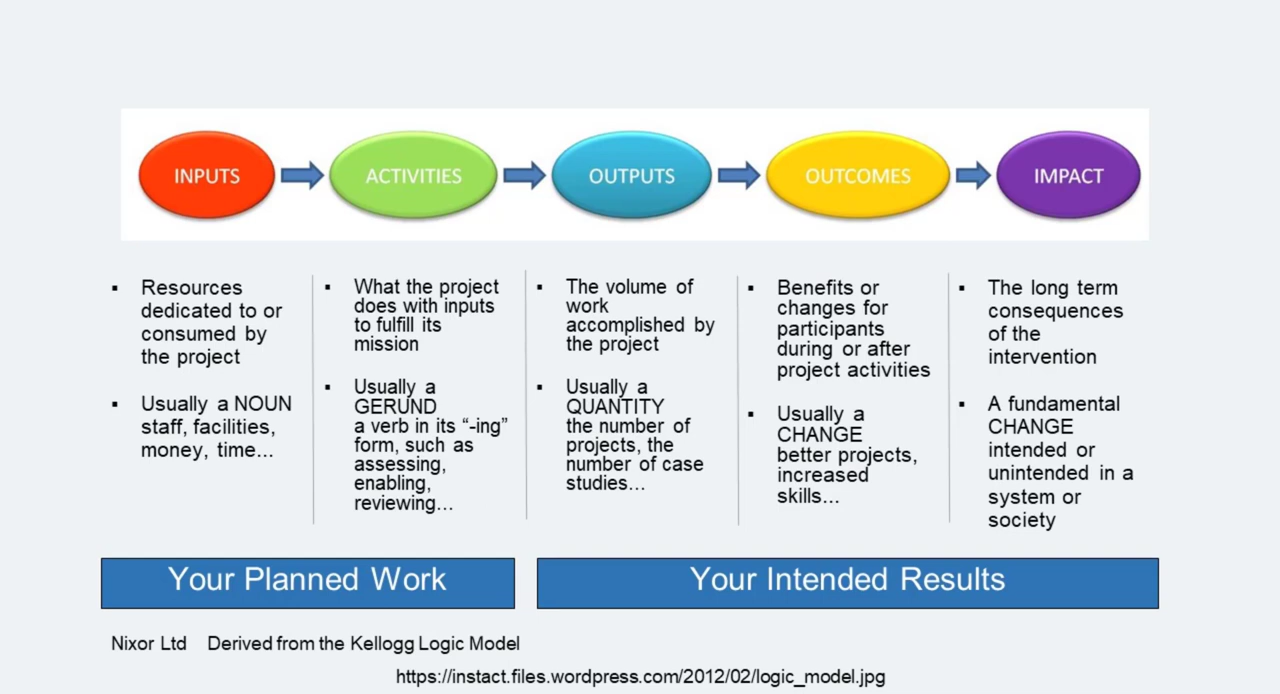 INPUTS
ACTIVITIES
OUTPUTS
OUTCOMES
IMPACT
▪ Resources
dedicated to or
consumed by
the project
▪ Usually a NOUN
staff, facilities,
money, time...
▪ What the project
does with inputs
to fulfill its
mission
▪ Usually a
GERUND
a verb in its “-ing”
form, such as
assessing,
enabling,
reviewing...
▪ The volume of
work
accomplished by
the project
▪ Usually a
QUANTITY
the number of
projects, the
number of case
studies...
▪ Benefits or
changes for
participants
during or after
project activities
▪ Usually a
CHANGE
better projects,
increased
skills...
▪ The long term
consequences
of the
intervention
▪ A fundamental
CHANGE
intended or
unintended in a
system or
society
Your Planned Work
Your Intended Results
Nixor Ltd Derived from the Kellogg Logic Model
https://instact.files.wordpress.com/2012/02/logic_model.jpg